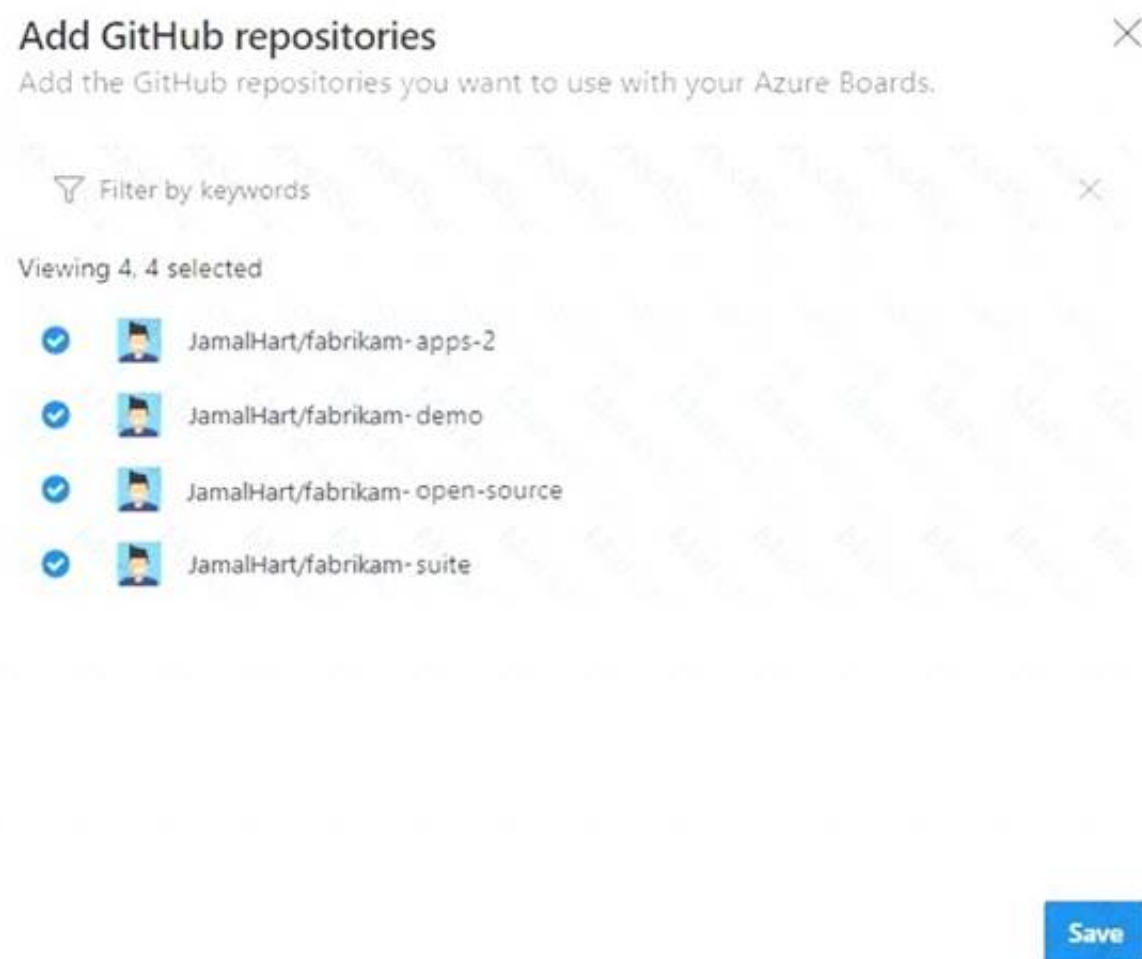 Add GitHub repositories
Add the GitHub repositories you want to use with your Azure Boards.
Filter by keywords
Viewing 4. 4 selected
JamalHart/fabrikam-apps-2
JamalHart/fabrikam-demo
JamalHart/fabrikam-open-source
JamalHart/fabrikam-suite
Save